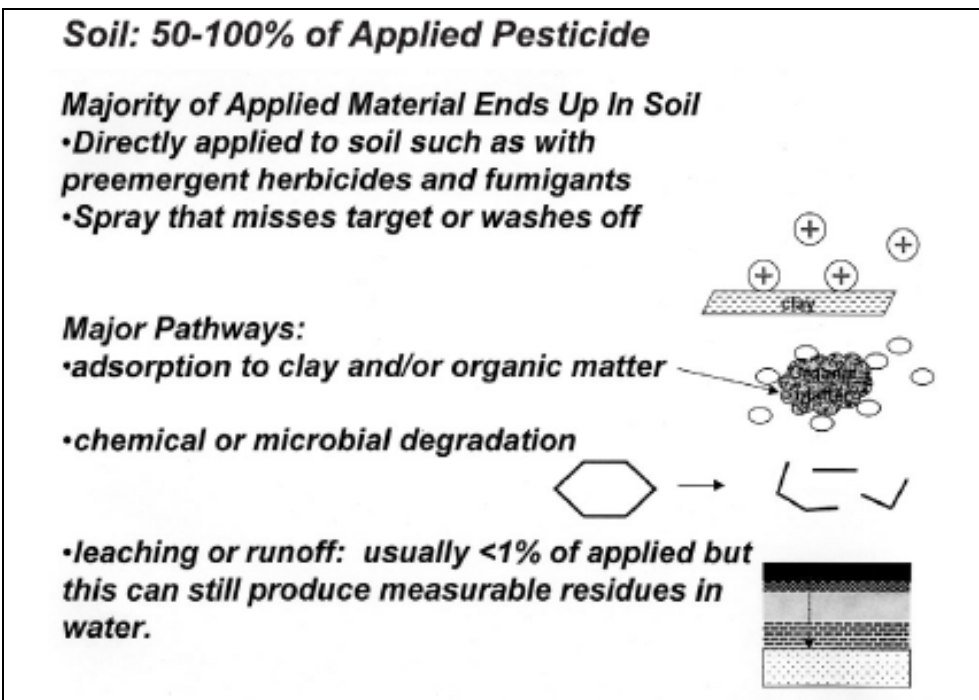 Soil: 50-100% of Applied Pesticide
Majority of Applied Material Ends Up In Soil
•Directly applied to soil such as with
preemergent herbicides and fumigants
•Spray that misses target or washes off
clay
Major Pathways:
•adsorption to clay and/or organic matter
organic
matter
•chemical or microbial degradation
•leaching or runoff: usually <1% of applied but
this can still produce measurable residues in
water.